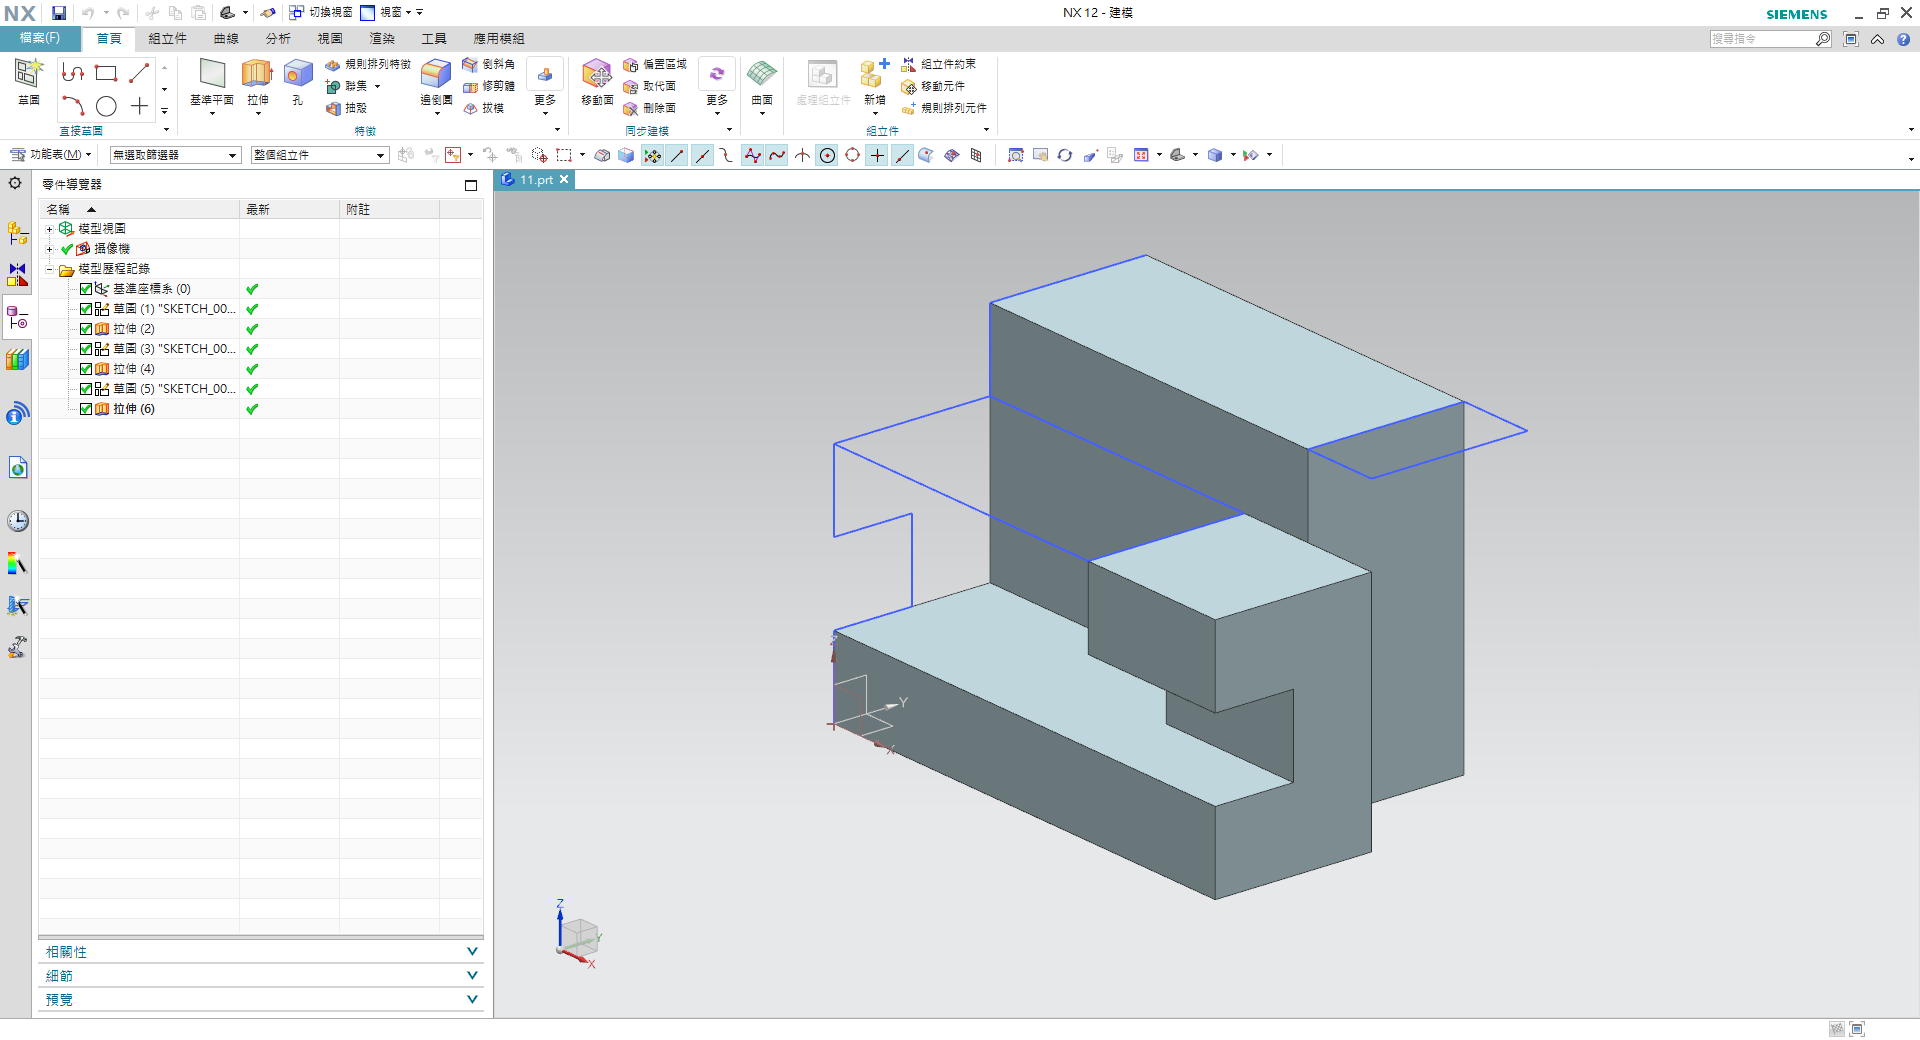 NX 切換視窗 視窗 NX 12 - 建模 SIEMENS
檔案(F) 首頁 組立件 曲線 分析 視圖 渲染 工具 應用模組 搜尋指令
草圖 基準平面 拉伸 孔 規則排列特徵 聯集 抽殼 邊倒圓 倒斜角 修剪體 拔模 更多 移動面 偏置區域 取代面 刪除面 更多 曲面 處理組立件 新增 組立件約束 移動元件 規則排列元件
直接草圖 特徵 同步建模 組立件
功能表(M) 無選取篩選器 整個組立件
零件導覽器 11.prt
名稱 最新 附註
模型視圖
攝像機
模型歷程記錄
基準座標系 (0)
草圖 (1) "SKETCH_00...
拉伸 (2)
草圖 (3) "SKETCH_00...
拉伸 (4)
草圖 (5) "SKETCH_00...
拉伸 (6)
Z
Y
X
Z
Y
X
相關性
細節
預覽